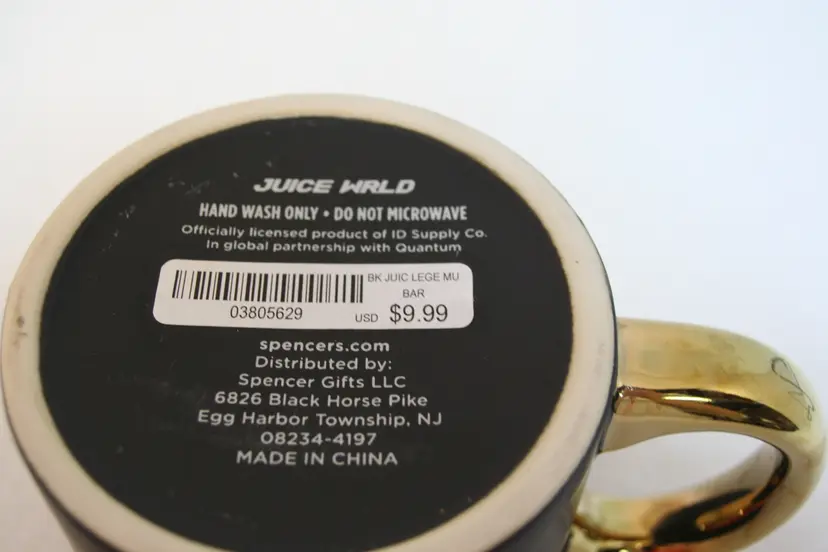 JUICE WRLD
HAND WASH ONLY • DO NOT MICROWAVE
Officially licensed product of ID Supply Co.
In global partnership with Quantum
BK JUIC LEGE MU
BAR
03805629
USD $9.99
spencers.com
Distributed by:
Spencer Gifts LLC
6826 Black Horse Pike
Egg Harbor Township, NJ
08234-4197
MADE IN CHINA